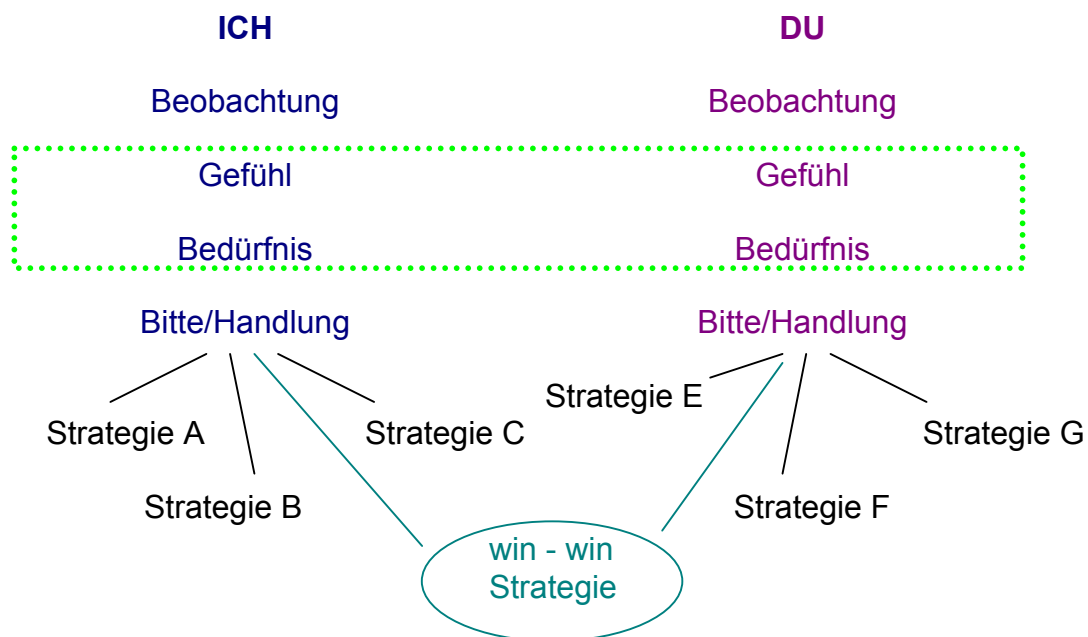 ICH DU
Beobachtung Beobachtung
Gefühl Gefühl
Bedürfnis Bedürfnis
Bitte/Handlung Bitte/Handlung
Strategie E
Strategie A Strategie C Strategie G
Strategie B Strategie F
win - win
Strategie